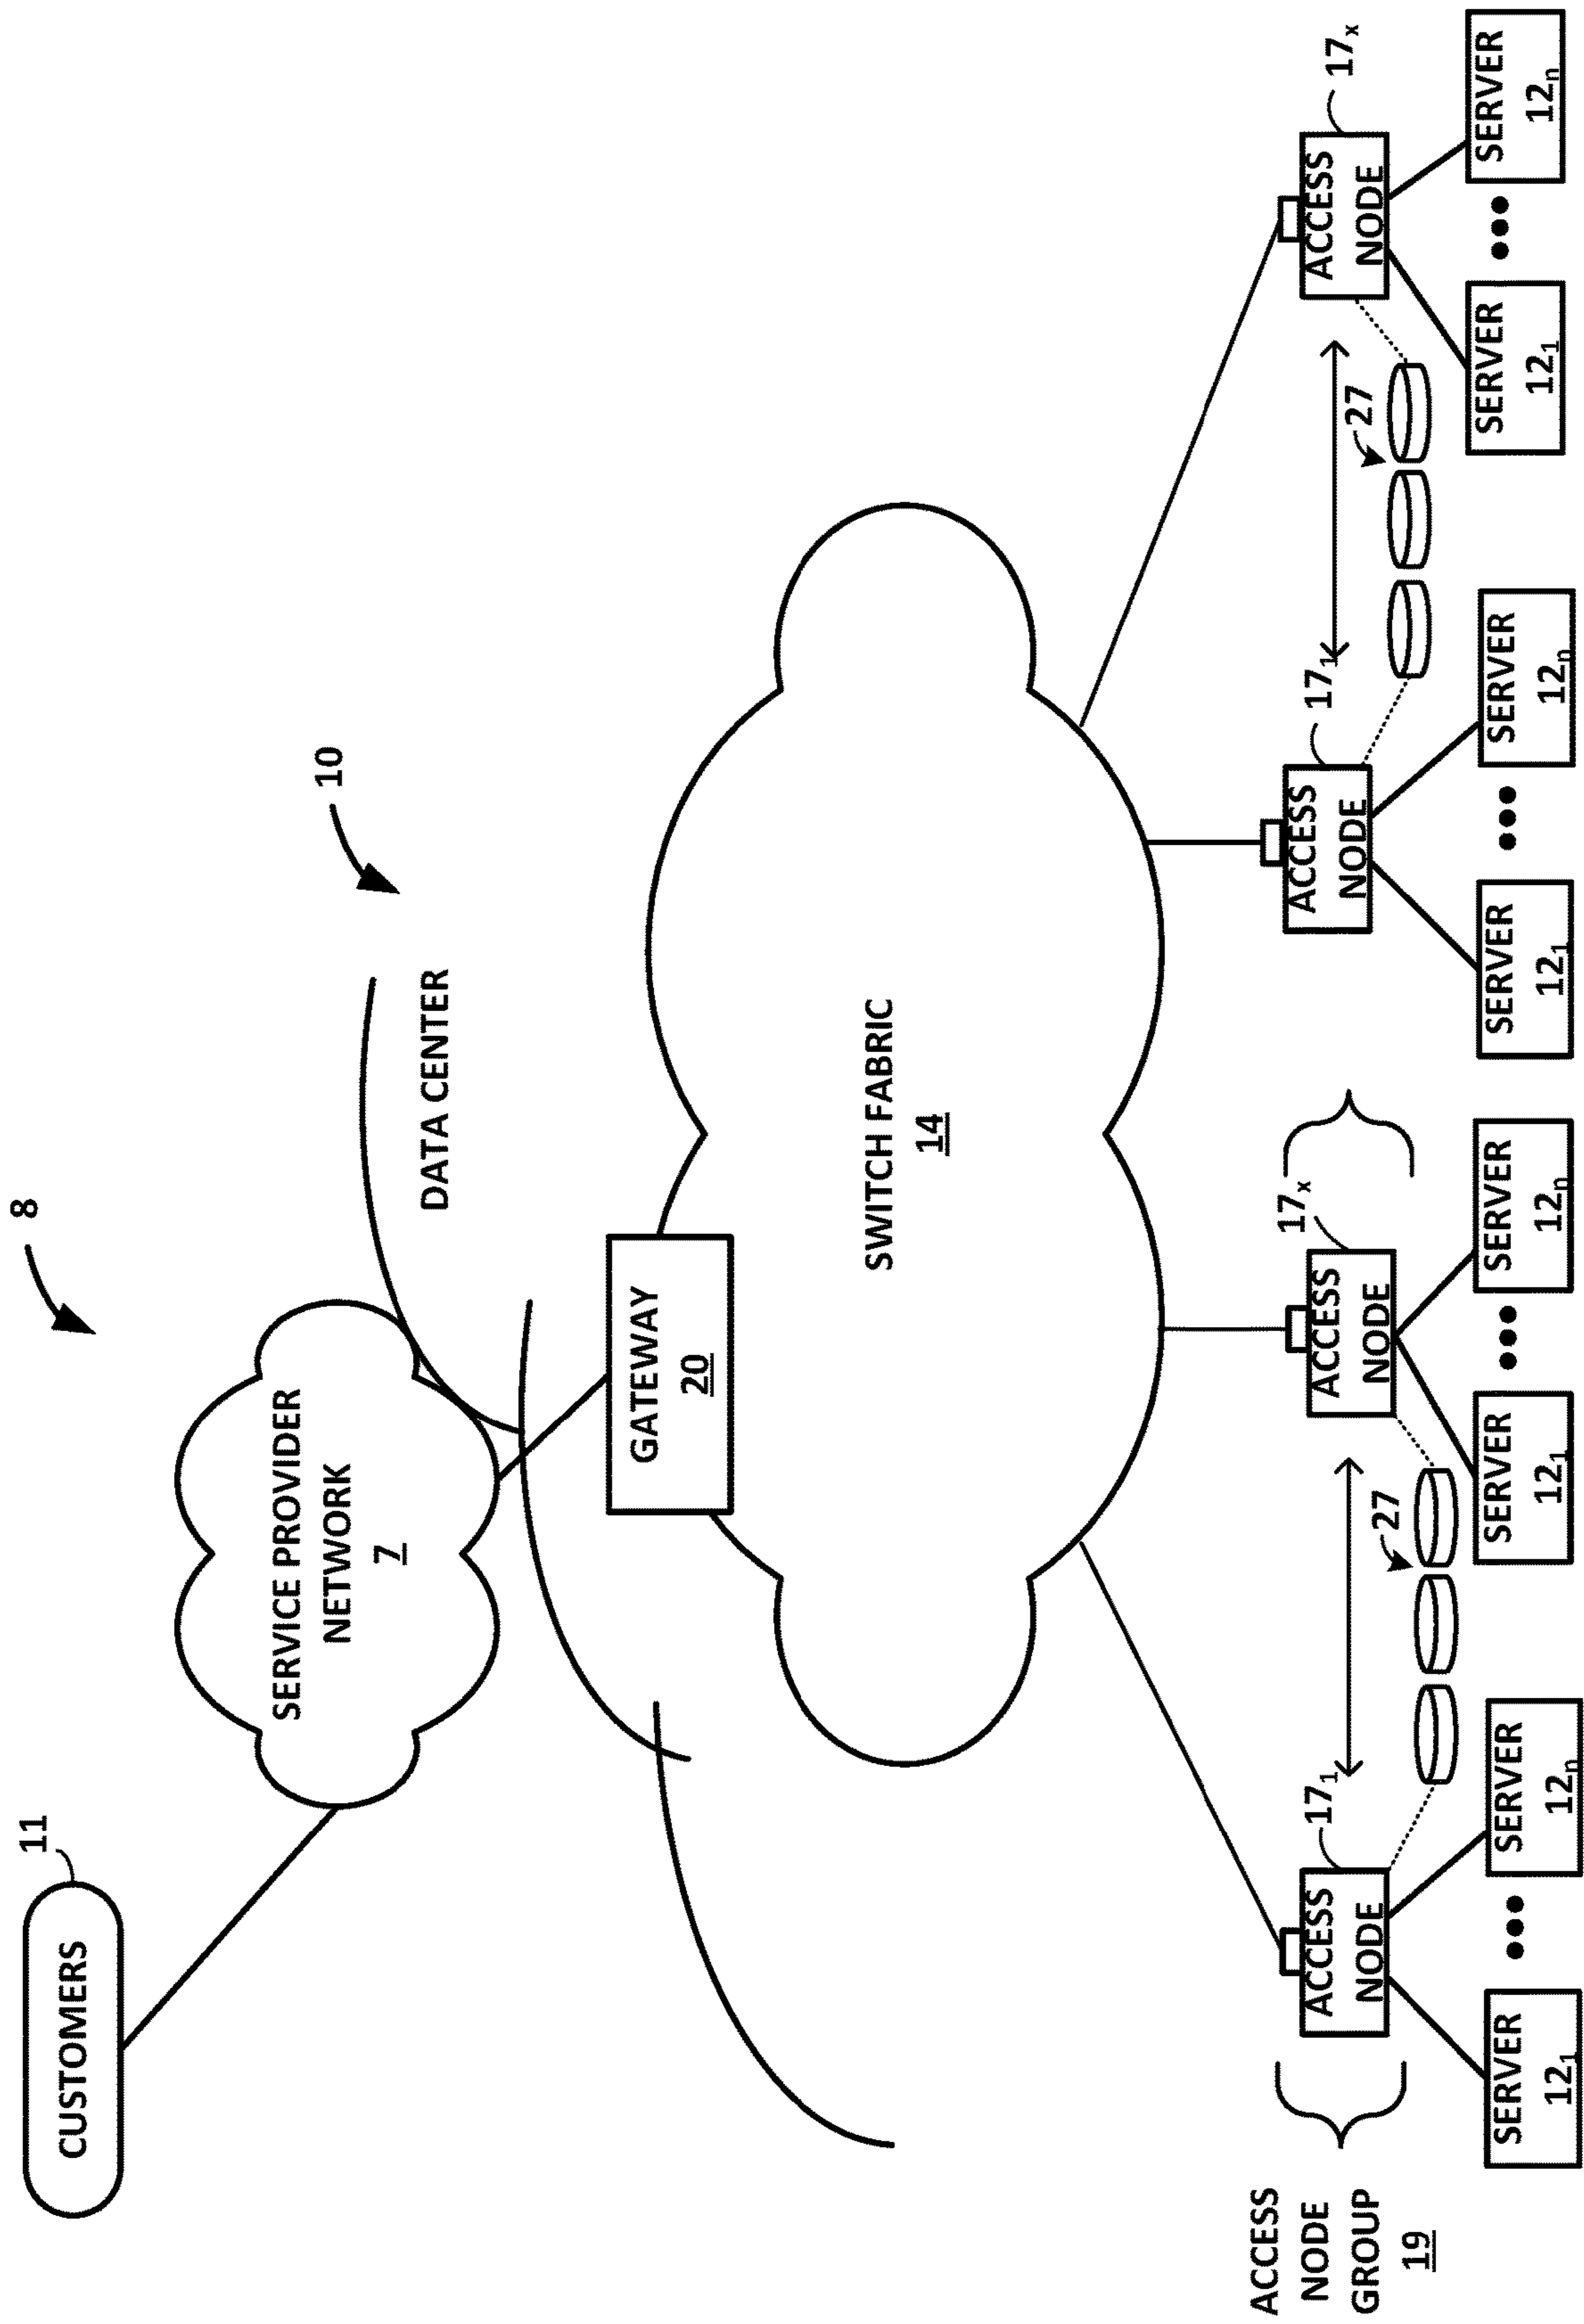 8
CUSTOMERS
11
SERVICE PROVIDER
NETWORK
7
10
DATA CENTER
GATEWAY
20
SWITCH FABRIC
14
ACCESS
NODE
GROUP
19
ACCESS
NODE
17₁
27
ACCESS
NODE
17ₓ
ACCESS
NODE
17₁
27
ACCESS
NODE
17ₓ
SERVER
12₁
SERVER
12ₙ
SERVER
12₁
SERVER
12ₙ
SERVER
12₁
SERVER
12ₙ
SERVER
12₁
SERVER
12ₙ